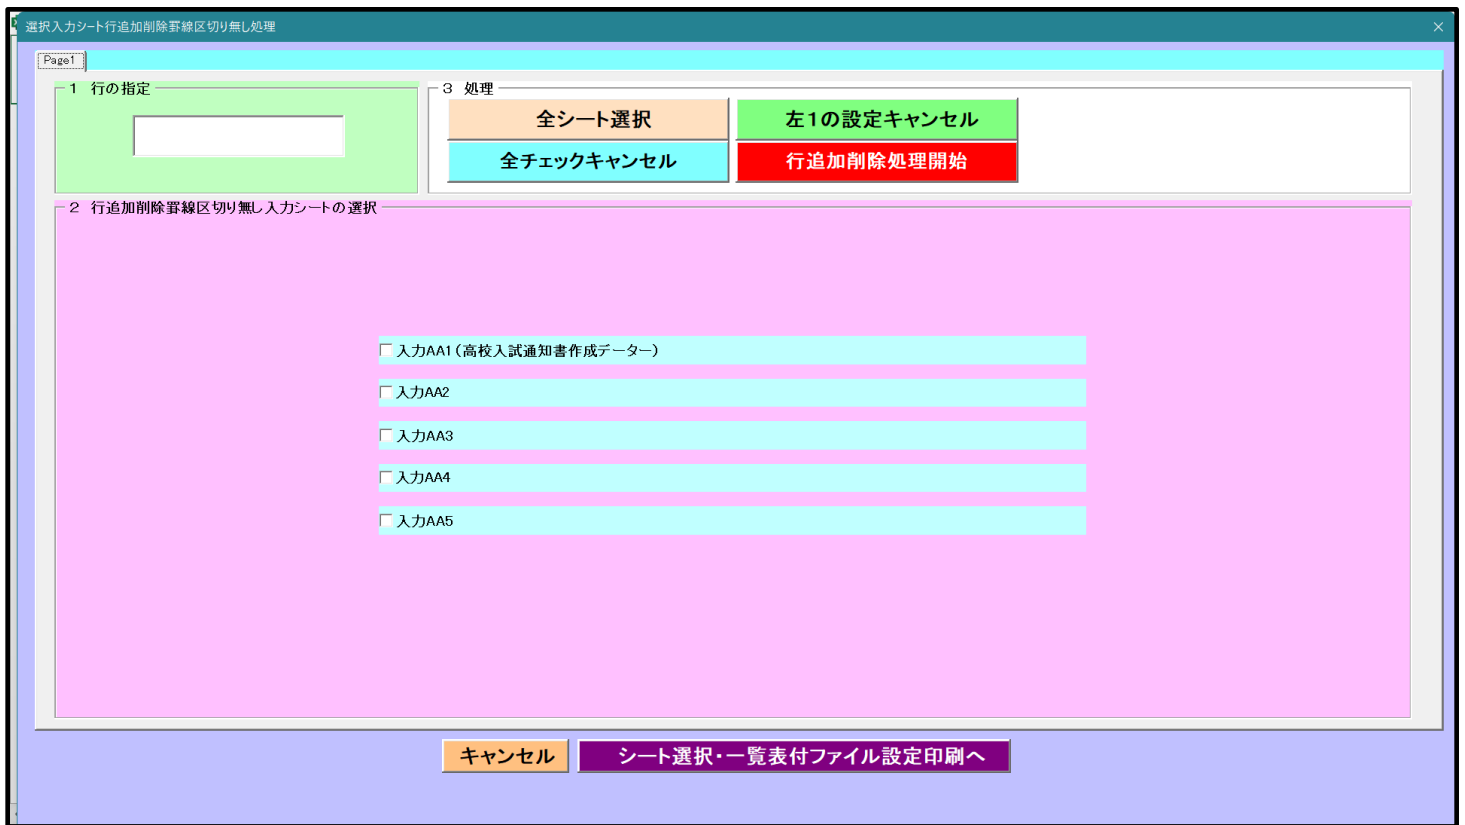 選択入力シート行追加削除罫線区切り無し処理
Page1
1 行の指定
3 処理
全シート選択
左1の設定キャンセル
全チェックキャンセル
行追加削除処理開始
2 行追加削除罫線区切り無し入力シートの選択
入力AA1(高校入試通知書作成データー)
入力AA2
入力AA3
入力AA4
入力AA5
キャンセル
シート選択・一覧表付ファイル設定印刷へ